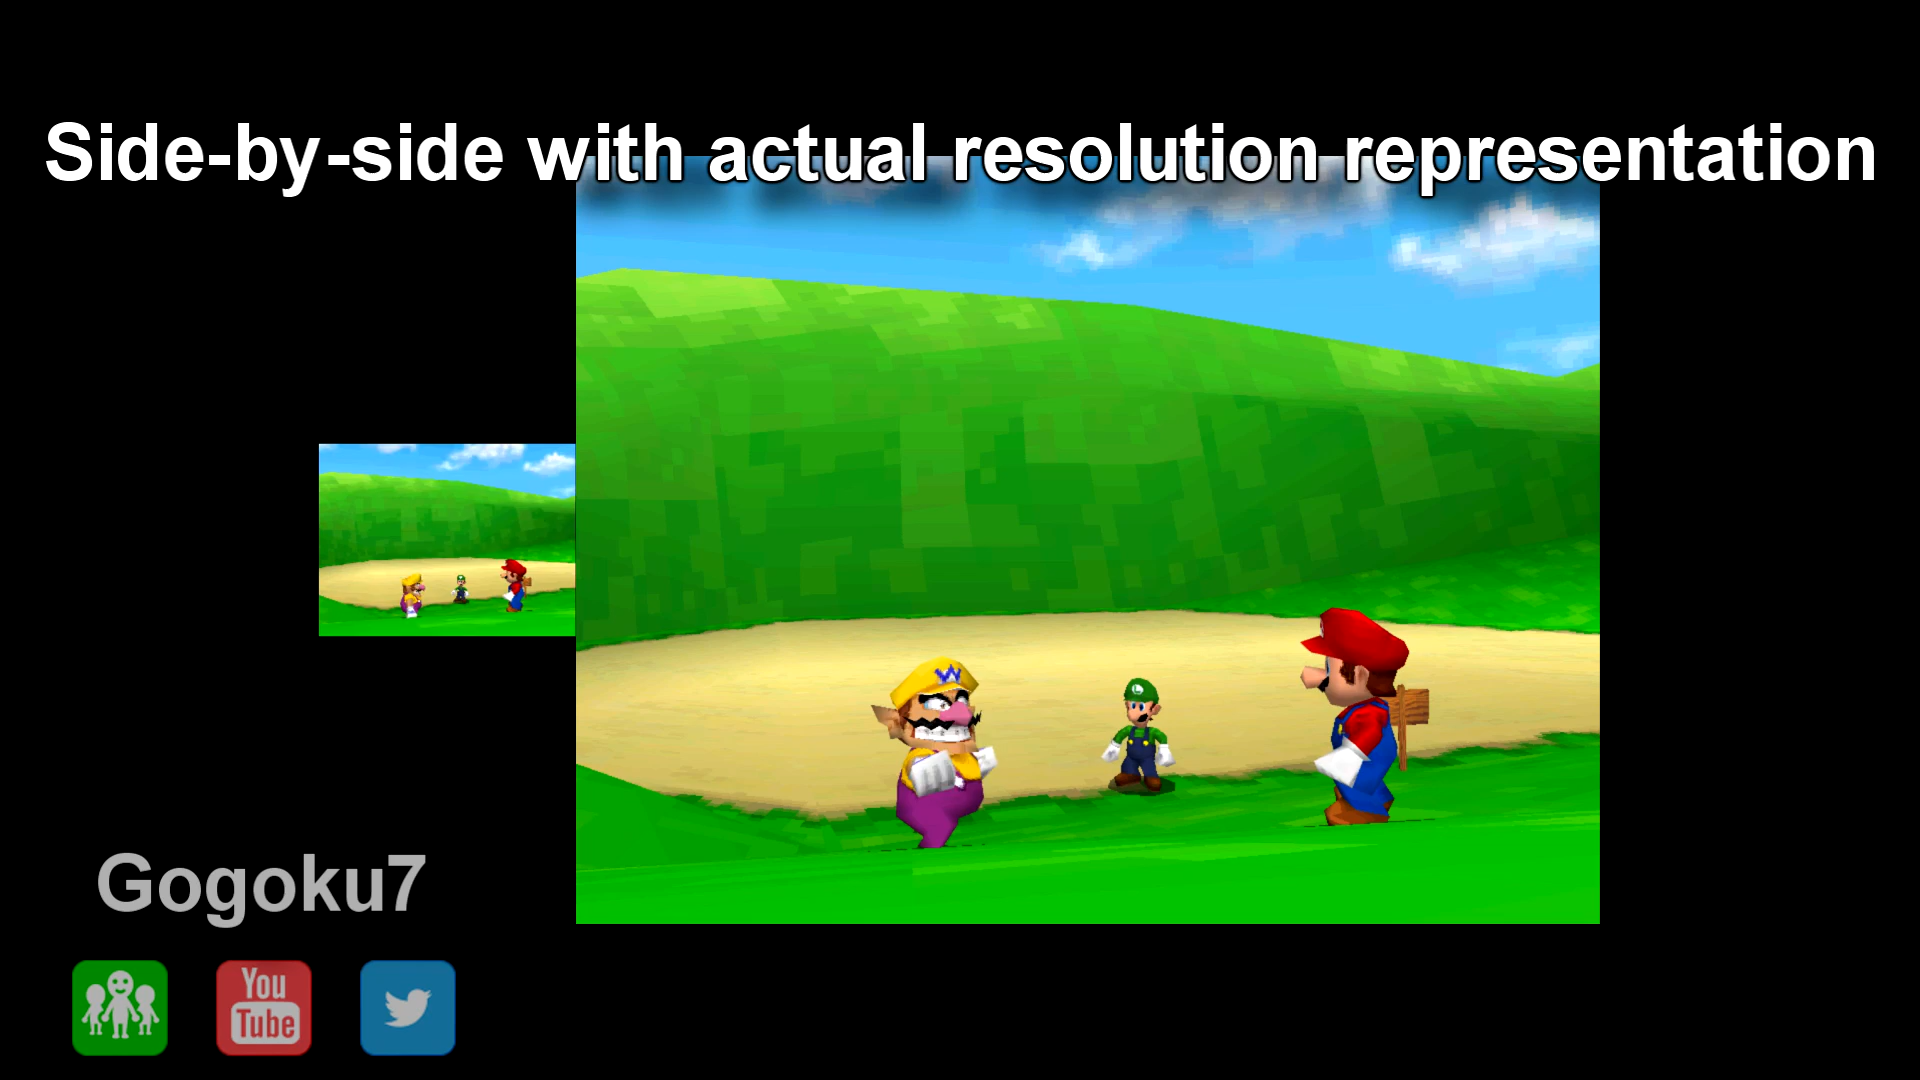 Side-by-side with actual resolution representation
W
L
Gogoku7
You
Tube